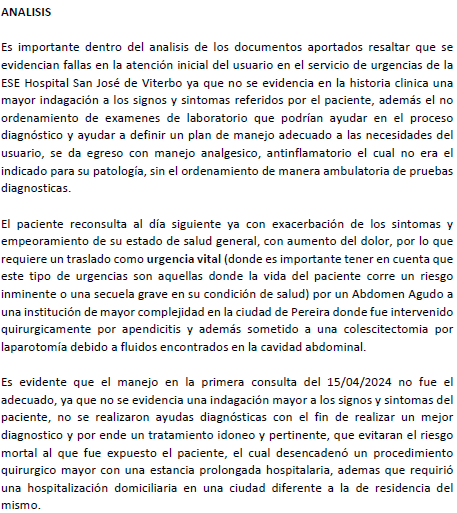 ANALISIS
Es importante dentro del analisis de los documentos aportados resaltar que se
evidencian fallas en la atención inicial del usuario en el servicio de urgencias de la
ESE Hospital San José de Viterbo ya que no se evidencia en la historia clinica una
mayor indagación a los signos y sintomas referidos por el paciente, además el no
ordenamiento de examenes de laboratorio que podrían ayudar en el proceso
diagnóstico y ayudar a definir un plan de manejo adecuado a las necesidades del
usuario, se da egreso con manejo analgesico, antinflamatorio el cual no era el
indicado para su patología, sin el ordenamiento de manera ambulatoria de pruebas
diagnosticas.
El paciente reconsulta al día siguiente ya con exacerbación de los sintomas y
empeoramiento de su estado de salud general, con aumento del dolor, por lo que
requiere un traslado como urgencia vital (donde es importante tener en cuenta que
este tipo de urgencias son aquellas donde la vida del paciente corre un riesgo
inminente o una secuela grave en su condición de salud) por un Abdomen Agudo a
una institución de mayor complejidad en la ciudad de Pereira donde fue intervenido
quirurgicamente por apendicitis y además sometido a una colescitectomia por
laparotomía debido a fluidos encontrados en la cavidad abdominal.
Es evidente que el manejo en la primera consulta del 15/04/2024 no fue el
adecuado, ya que no se evidencia una indagación mayor a los signos y sintomas del
paciente, no se realizaron ayudas diagnósticas con el fin de realizar un mejor
diagnostico y por ende un tratamiento idoneo y pertinente, que evitaran el riesgo
mortal al que fue expuesto el paciente, el cual desencadenó un procedimiento
quirurgico mayor con una estancia prolongada hospitalaria, ademas que requirió
una hospitalización domiciliaria en una ciudad diferente a la de residencia del
mismo.